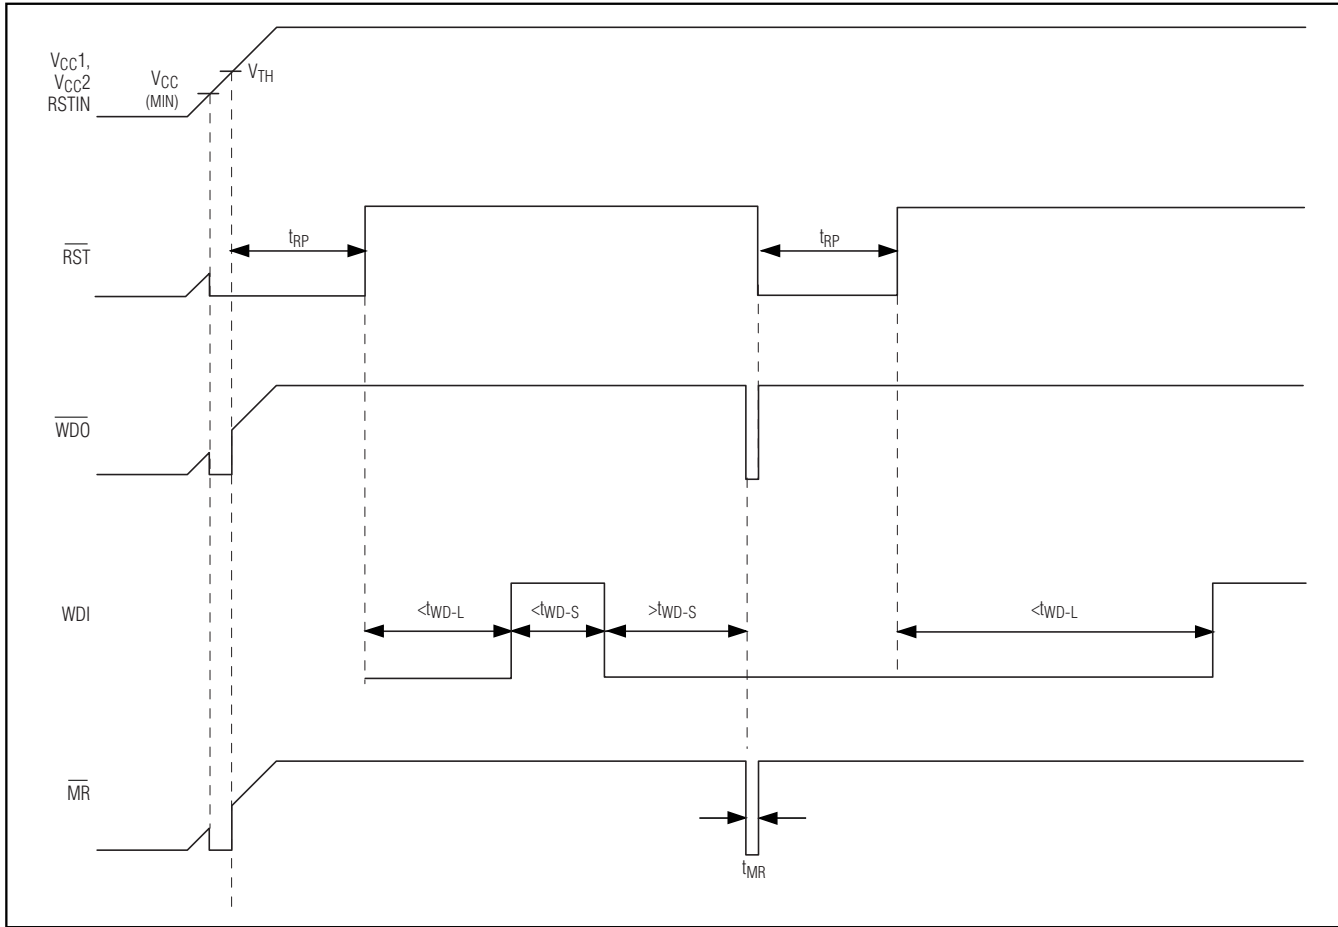 VCC1,
VCC2
RSTIN
VCC
(MIN)
VTH
RST
tRP
tRP
WDO
WDI
<tWD-L
<tWD-S
>tWD-S
<tWD-L
MR
tMR